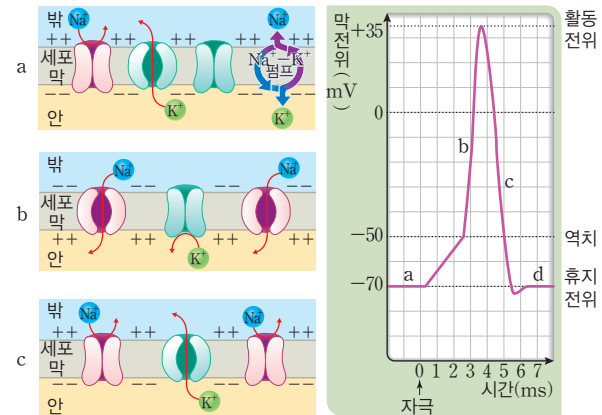 a
밖
Na⁺
Na⁺
++ ++ ++ ++ ++
세포
막
Na⁺−K⁺
펌프
−− −− −− −− −−
안
K⁺
K⁺
b
밖
Na⁺
Na⁺
−− −− −− −−
세포
막
++ ++ ++ ++
안
K⁺
c
밖
Na⁺
Na⁺
++ ++ ++ ++
세포
막
−− −− −− −−
안
K⁺
막전위(mV)
+35
0
−50
−70
활동
전위
역치
휴지
전위
a
b
c
d
0 1 2 3 4 5 6 7
시간(ms)
자극